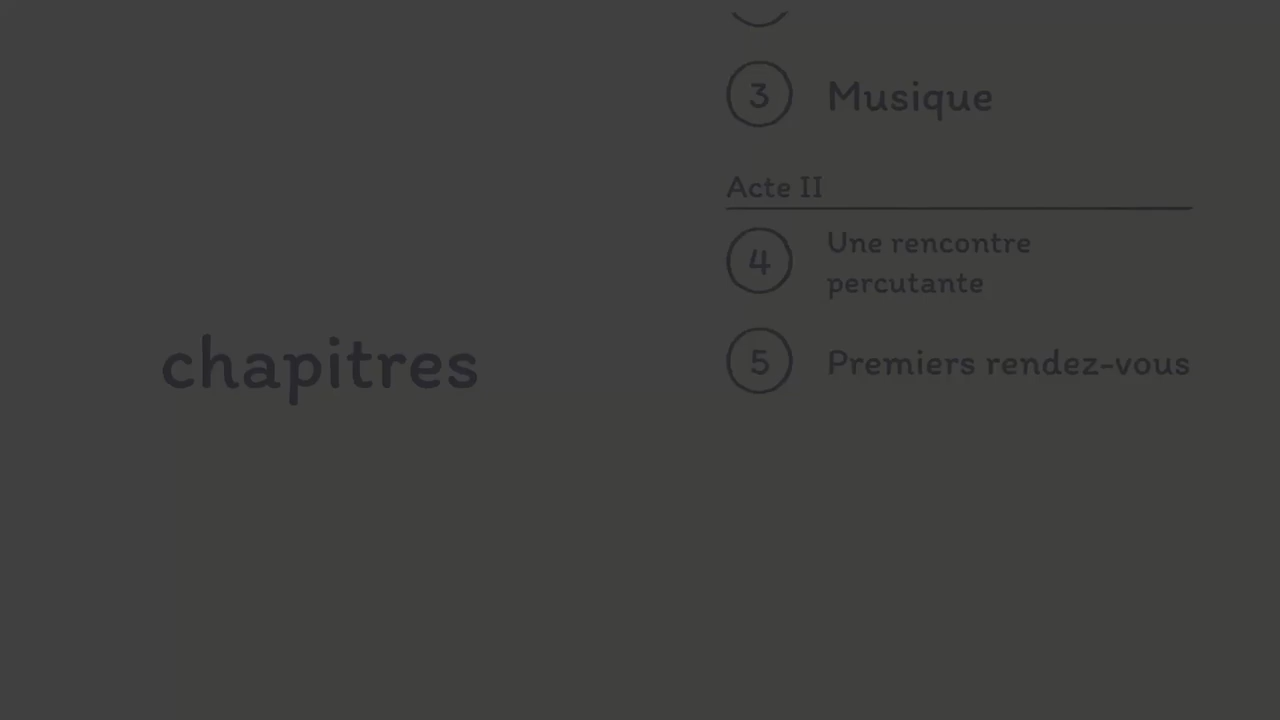 chapitres
3 Musique
Acte II
4 Une rencontre
percutante
5 Premiers rendez-vous